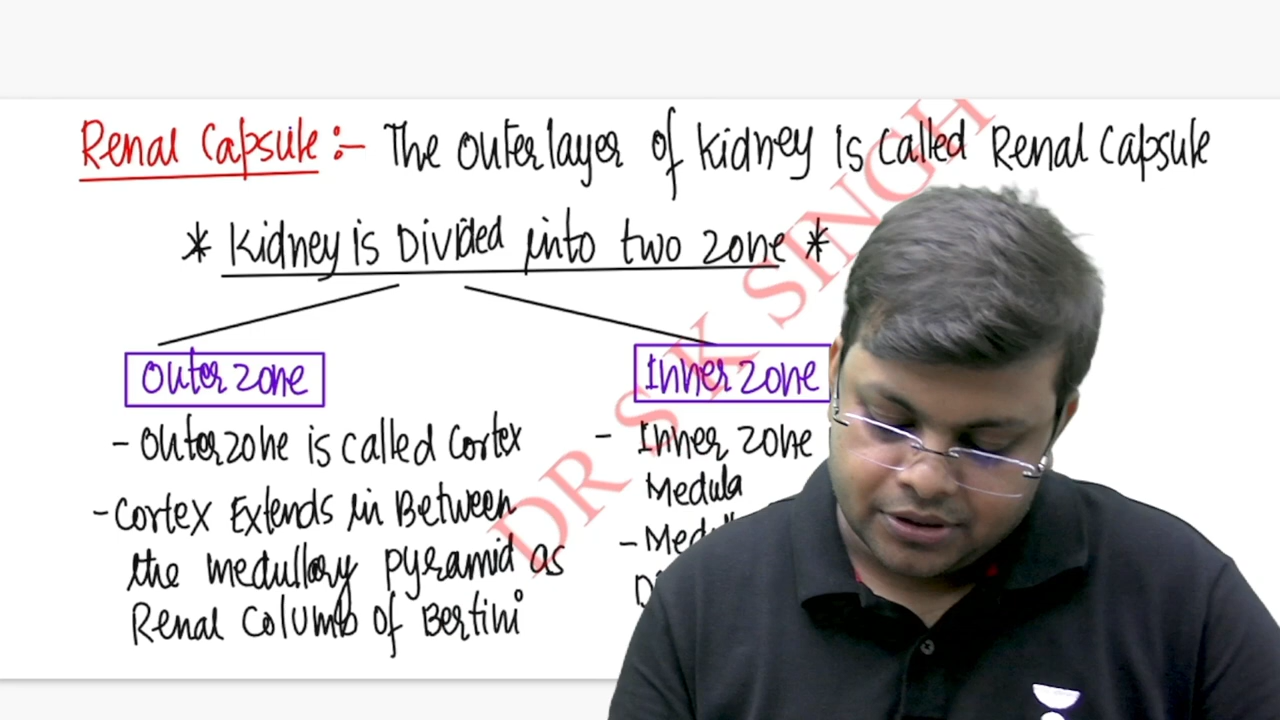 Renal Capsule :- The outer layer of kidney is called Renal Capsule
* Kidney is Divided into two zone *
Outer zone
Inner zone
- Outer zone is called Cortex
- Cortex Extends in Between
the medullary pyramid as
Renal Columb of Bertini
- Inner zone
Medula
DR S K SINGH